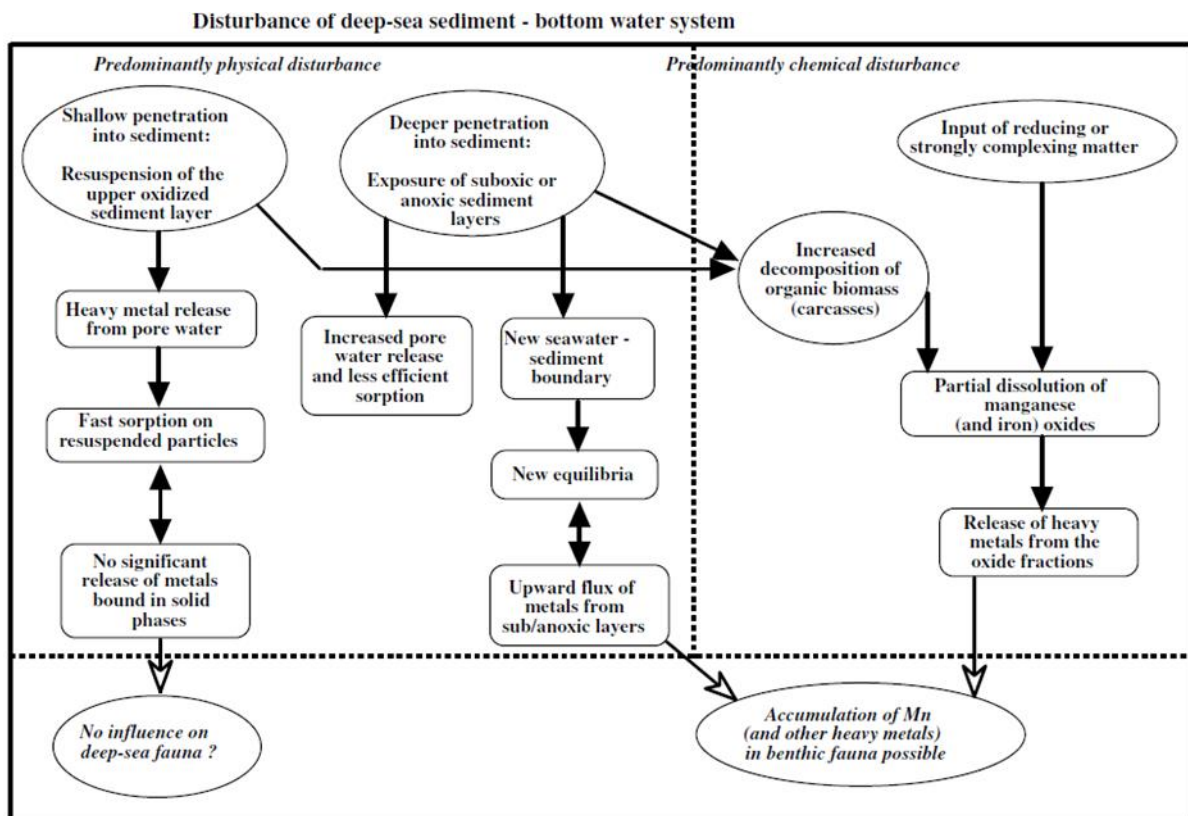 Disturbance of deep-sea sediment - bottom water system
Predominantly physical disturbance
Predominantly chemical disturbance
Shallow penetration
into sediment:
Resuspension of the
upper oxidized
sediment layer
Deeper penetration
into sediment:
Exposure of suboxic or
anoxic sediment
layers
Input of reducing or
strongly complexing matter
Increased
decomposition of
organic biomass
(carcasses)
Heavy metal release
from pore water
Increased pore
water release
and less efficient
sorption
New seawater -
sediment
boundary
Partial dissolution of
manganese
(and iron) oxides
Fast sorption on
resuspended particles
New equilibria
Release of heavy
metals from the
oxide fractions
No significant
release of metals
bound in solid
phases
Upward flux of
metals from
sub/anoxic layers
No influence on
deep-sea fauna ?
Accumulation of Mn
(and other heavy metals)
in benthic fauna possible